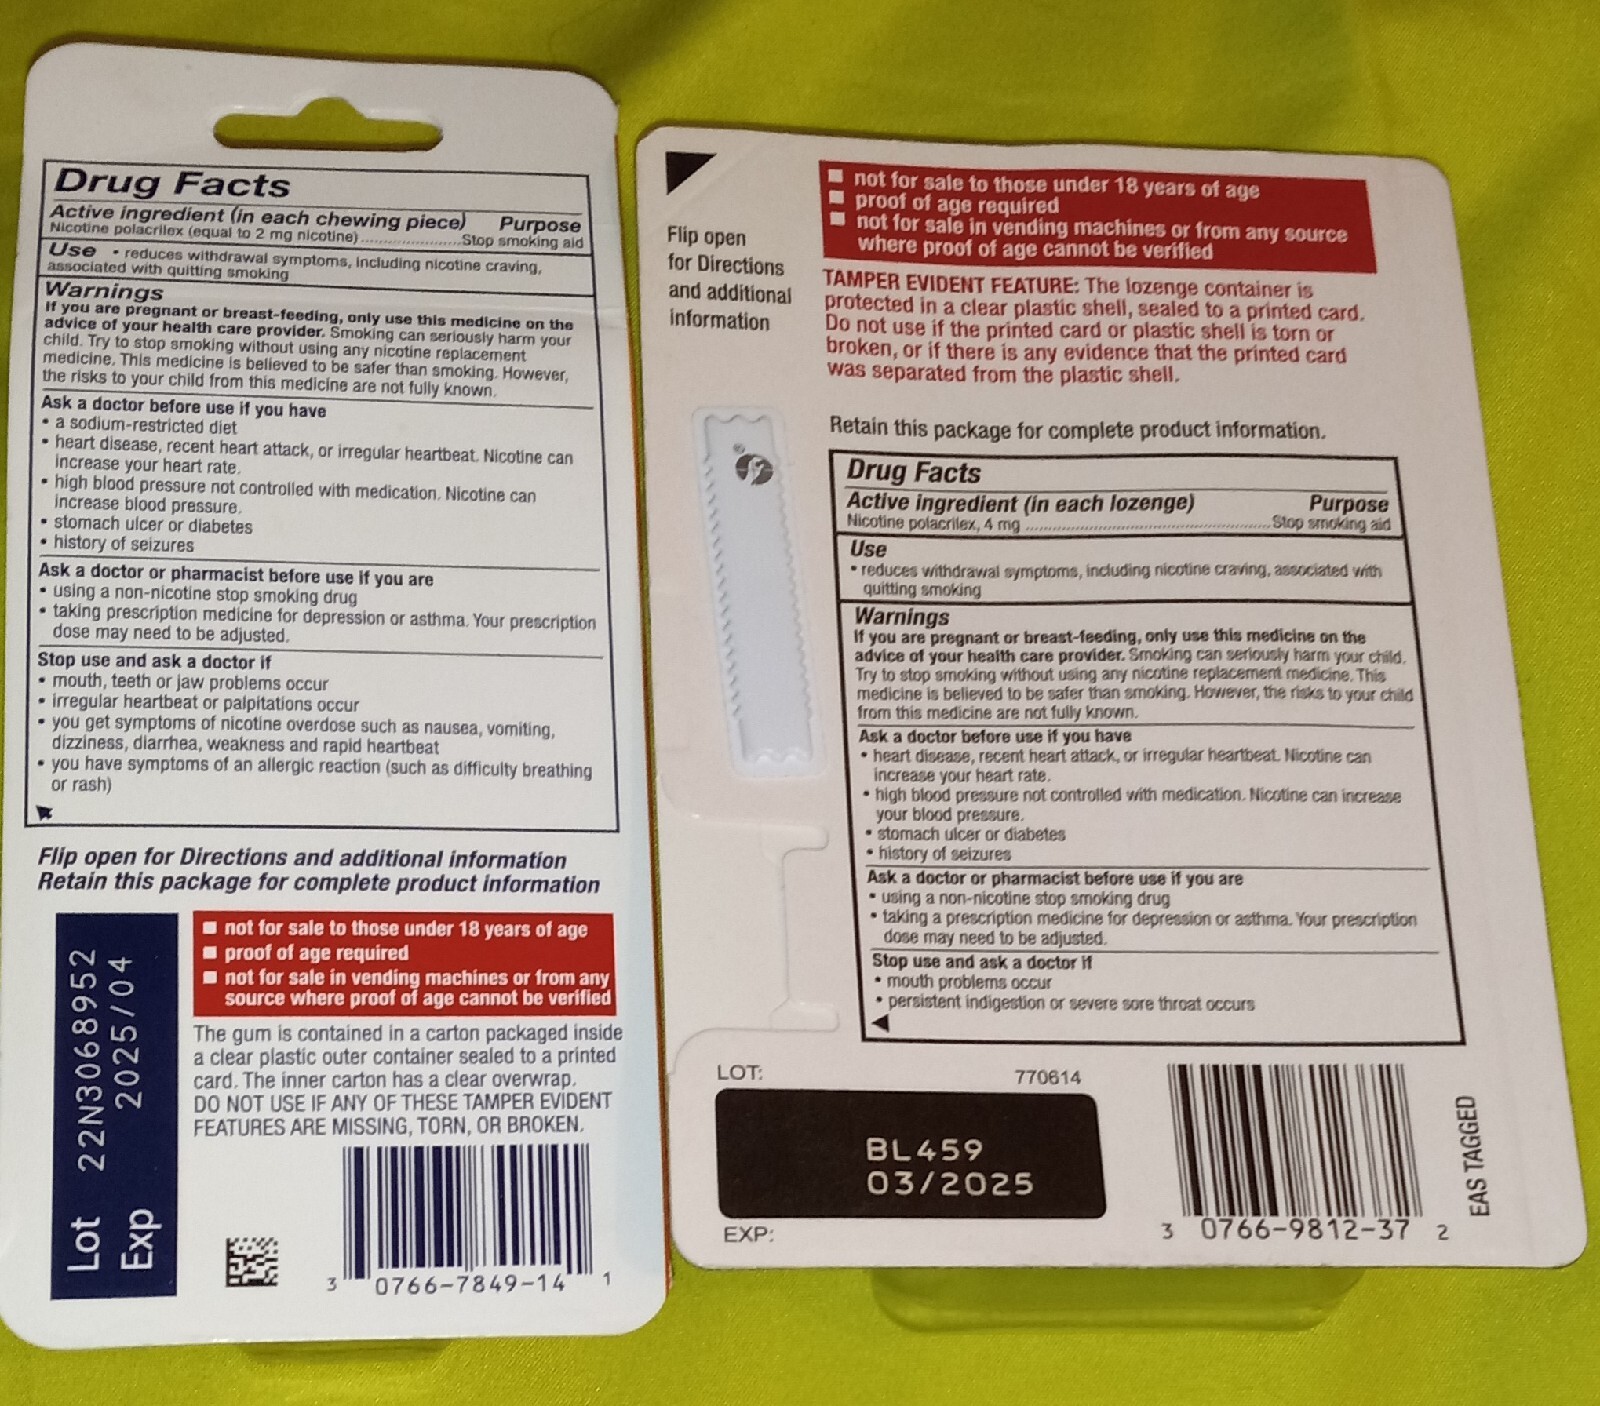 Drug Facts
Active ingredient (in each chewing piece) Purpose
Nicotine polacrilex (equal to 2 mg nicotine)......................Stop smoking aid
Use • reduces withdrawal symptoms, including nicotine craving,
associated with quitting smoking
Warnings
If you are pregnant or breast-feeding, only use this medicine on the
advice of your health care provider. Smoking can seriously harm your
child. Try to stop smoking without using any nicotine replacement
medicine. This medicine is believed to be safer than smoking. However,
the risks to your child from this medicine are not fully known.
Ask a doctor before use if you have
• a sodium-restricted diet
• heart disease, recent heart attack, or irregular heartbeat. Nicotine can
increase your heart rate.
• high blood pressure not controlled with medication. Nicotine can
increase blood pressure.
• stomach ulcer or diabetes
• history of seizures
Ask a doctor or pharmacist before use if you are
• using a non-nicotine stop smoking drug
• taking prescription medicine for depression or asthma. Your prescription
dose may need to be adjusted.
Stop use and ask a doctor if
• mouth, teeth or jaw problems occur
• irregular heartbeat or palpitations occur
• you get symptoms of nicotine overdose such as nausea, vomiting,
dizziness, diarrhea, weakness and rapid heartbeat
• you have symptoms of an allergic reaction (such as difficulty breathing
or rash)
Flip open for Directions and additional information
Retain this package for complete product information
Lot 22N3068952
Exp 2025/04
■ not for sale to those under 18 years of age
■ proof of age required
■ not for sale in vending machines or from any
source where proof of age cannot be verified
The gum is contained in a carton packaged inside
a clear plastic outer container sealed to a printed
card. The inner carton has a clear overwrap.
DO NOT USE IF ANY OF THESE TAMPER EVIDENT
FEATURES ARE MISSING, TORN, OR BROKEN.
3 0766-7849-14 1
Flip open
for Directions
and additional
information
■ not for sale to those under 18 years of age
■ proof of age required
■ not for sale in vending machines or from any source
where proof of age cannot be verified
TAMPER EVIDENT FEATURE: The lozenge container is
protected in a clear plastic shell, sealed to a printed card.
Do not use if the printed card or plastic shell is torn or
broken, or if there is any evidence that the printed card
was separated from the plastic shell.
Retain this package for complete product information.
Drug Facts
Active ingredient (in each lozenge) Purpose
Nicotine polacrilex, 4 mg ......................................................Stop smoking aid
Use
• reduces withdrawal symptoms, including nicotine craving, associated with
quitting smoking
Warnings
If you are pregnant or breast-feeding, only use this medicine on the
advice of your health care provider. Smoking can seriously harm your child.
Try to stop smoking without using any nicotine replacement medicine. This
medicine is believed to be safer than smoking. However, the risks to your child
from this medicine are not fully known.
Ask a doctor before use if you have
• heart disease, recent heart attack, or irregular heartbeat. Nicotine can
increase your heart rate.
• high blood pressure not controlled with medication. Nicotine can increase
your blood pressure.
• stomach ulcer or diabetes
• history of seizures
Ask a doctor or pharmacist before use if you are
• using a non-nicotine stop smoking drug
• taking a prescription medicine for depression or asthma. Your prescription
dose may need to be adjusted.
Stop use and ask a doctor if
• mouth problems occur
• persistent indigestion or severe sore throat occurs
LOT: 770614
BL459
03/2025
EXP:
3 0766-9812-37 2
EAS TAGGED